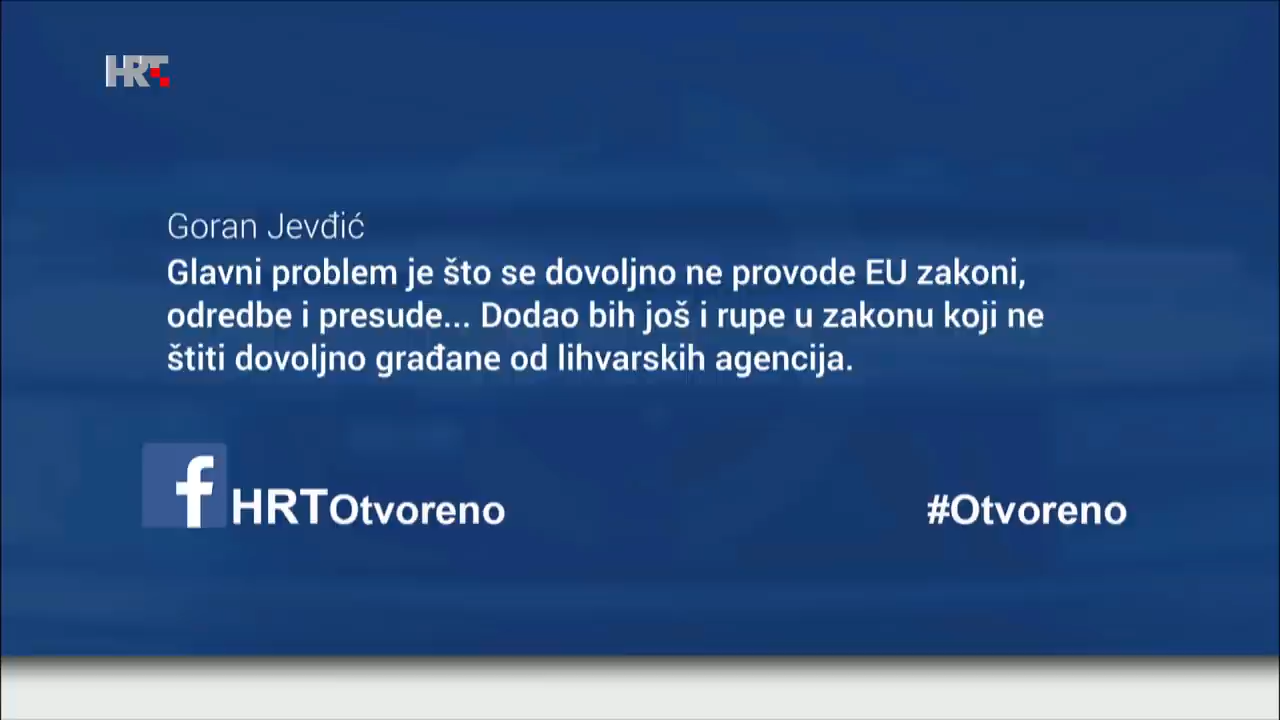 HRT
Goran Jevđić
Glavni problem je što se dovoljno ne provode EU zakoni,
odredbe i presude... Dodao bih još i rupe u zakonu koji ne
štiti dovoljno građane od lihvarskih agencija.
f HRTOtvoreno
#Otvoreno